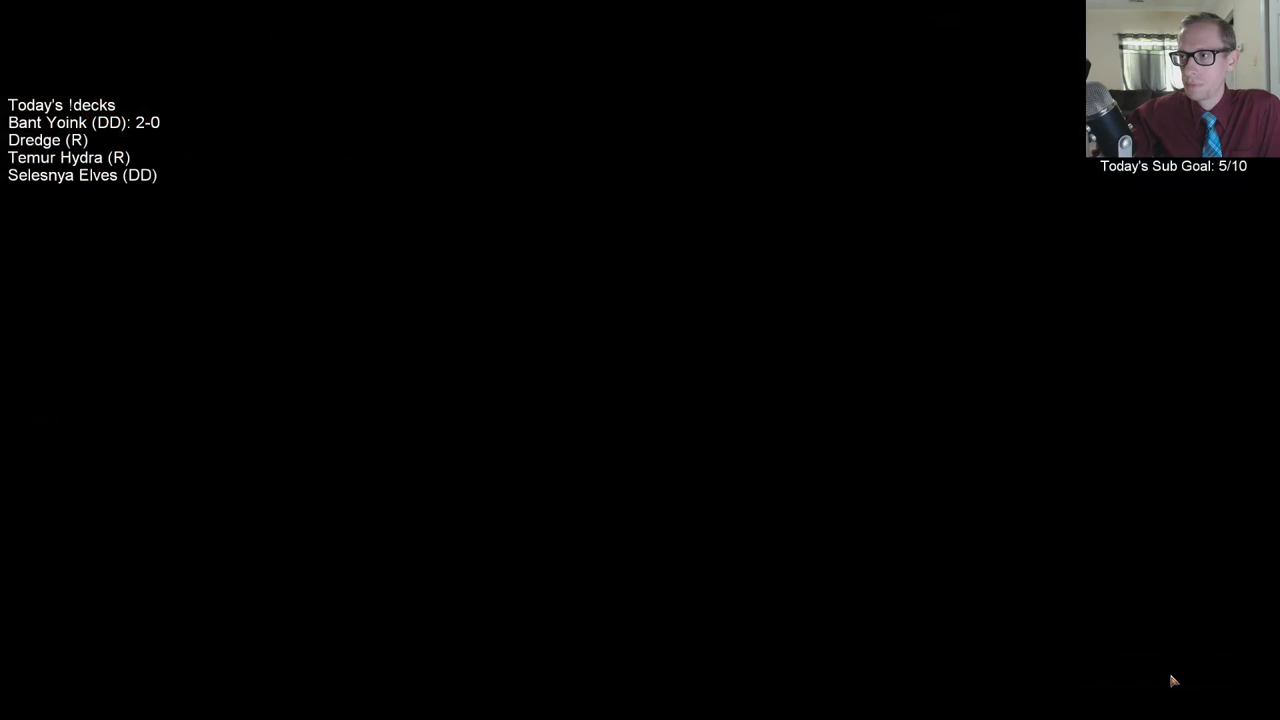 Today's !decks
Bant Yoink (DD): 2-0
Dredge (R)
Temur Hydra (R)
Selesnya Elves (DD)
Today's Sub Goal: 5/10